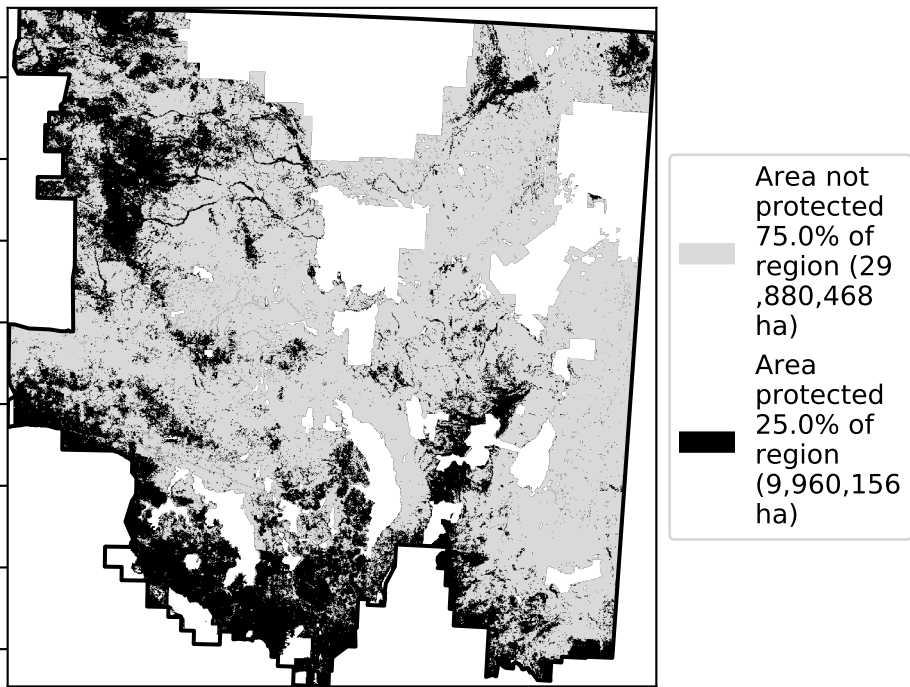 Area not
protected
75.0% of
region (29
,880,468
ha)
Area
protected
25.0% of
region
(9,960,156
ha)